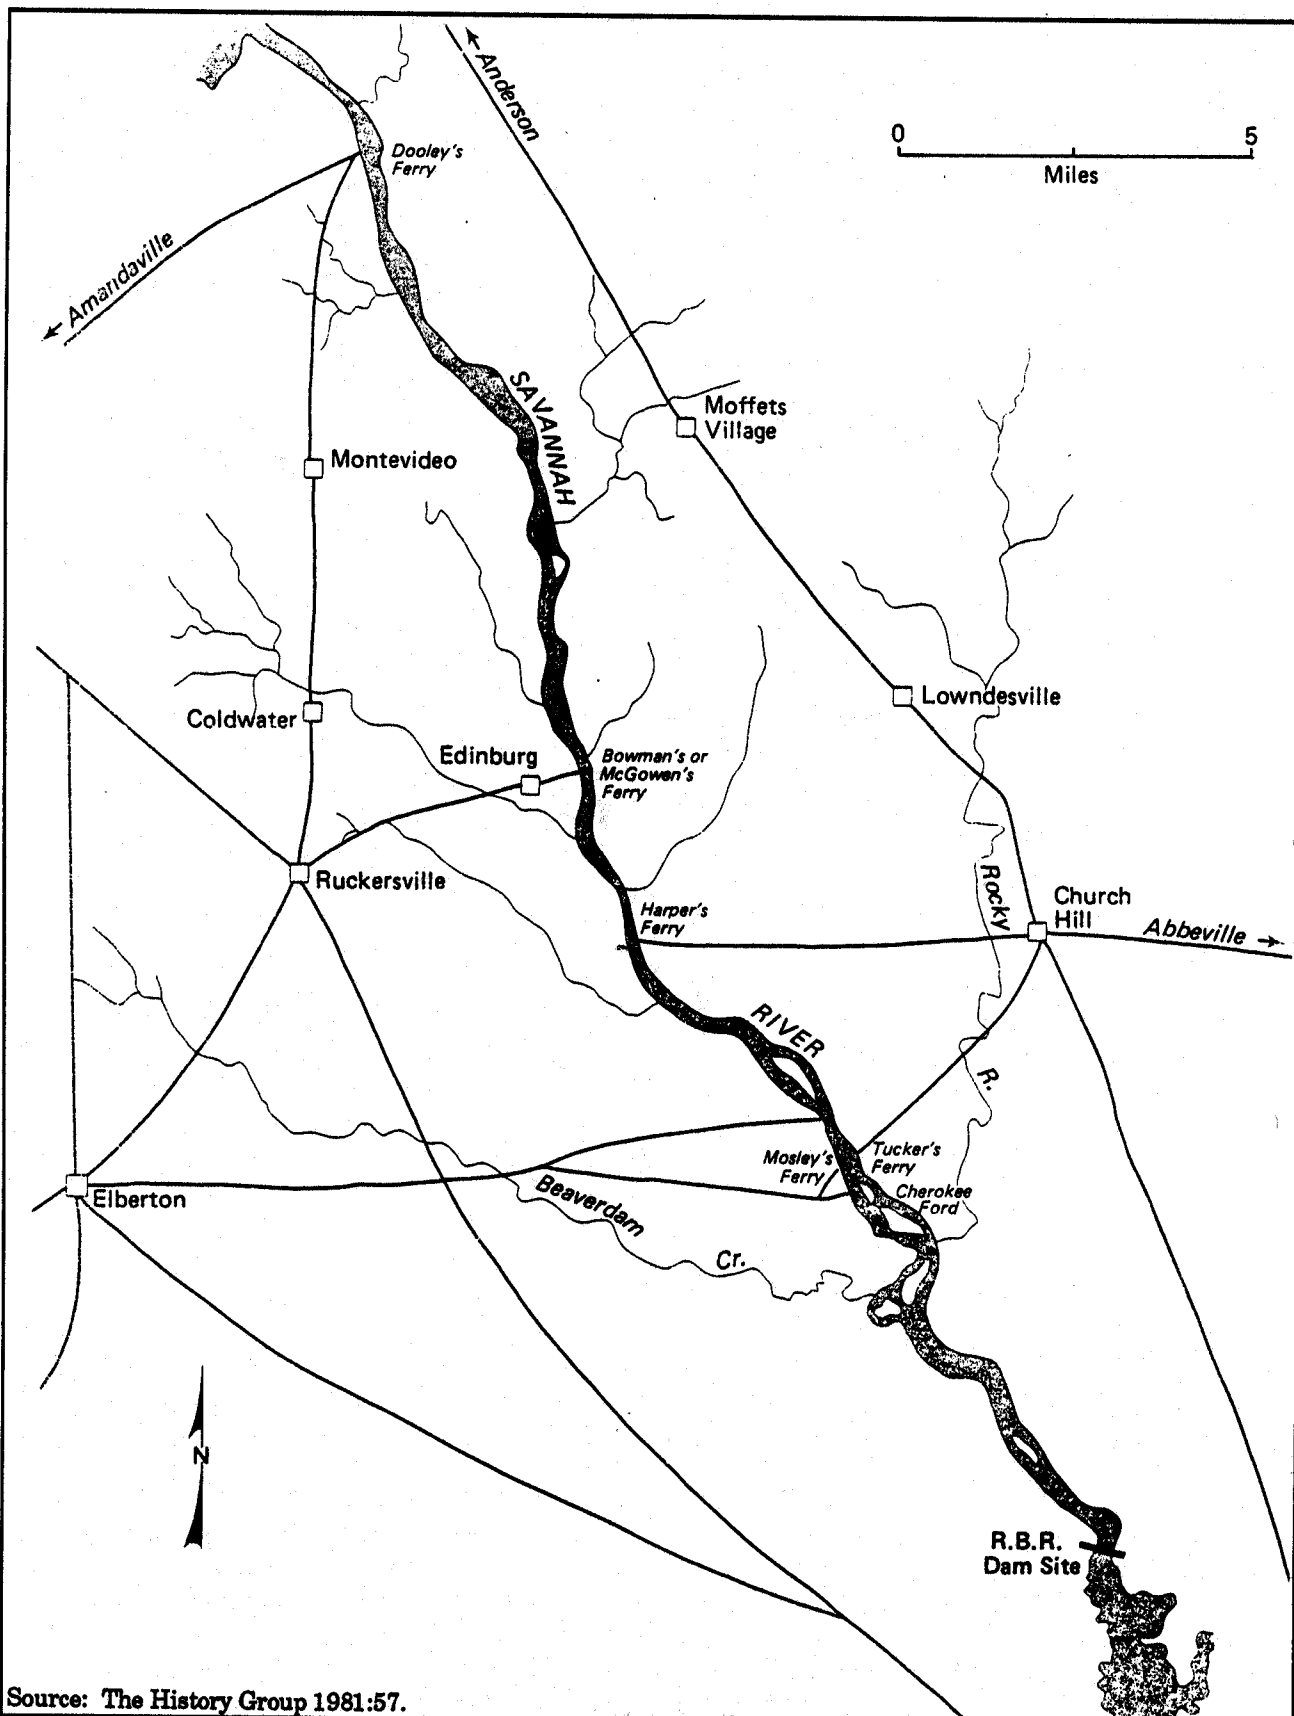 Anderson
0 5
Miles
Dooley's
Ferry
Amandaville
SAVANNAH
Moffets
Village
Montevideo
Lowndesville
Coldwater
Edinburg
Bowman's or
McGowen's
Ferry
Ruckersville
Rocky
Church
Hill
Harper's
Ferry
Abbeville
RIVER
R.
Mosley's
Ferry
Tucker's
Ferry
Elberton
Beaverdam
Cherokee
Ford
Cr.
N
R.B.R.
Dam Site
Source: The History Group 1981:57.